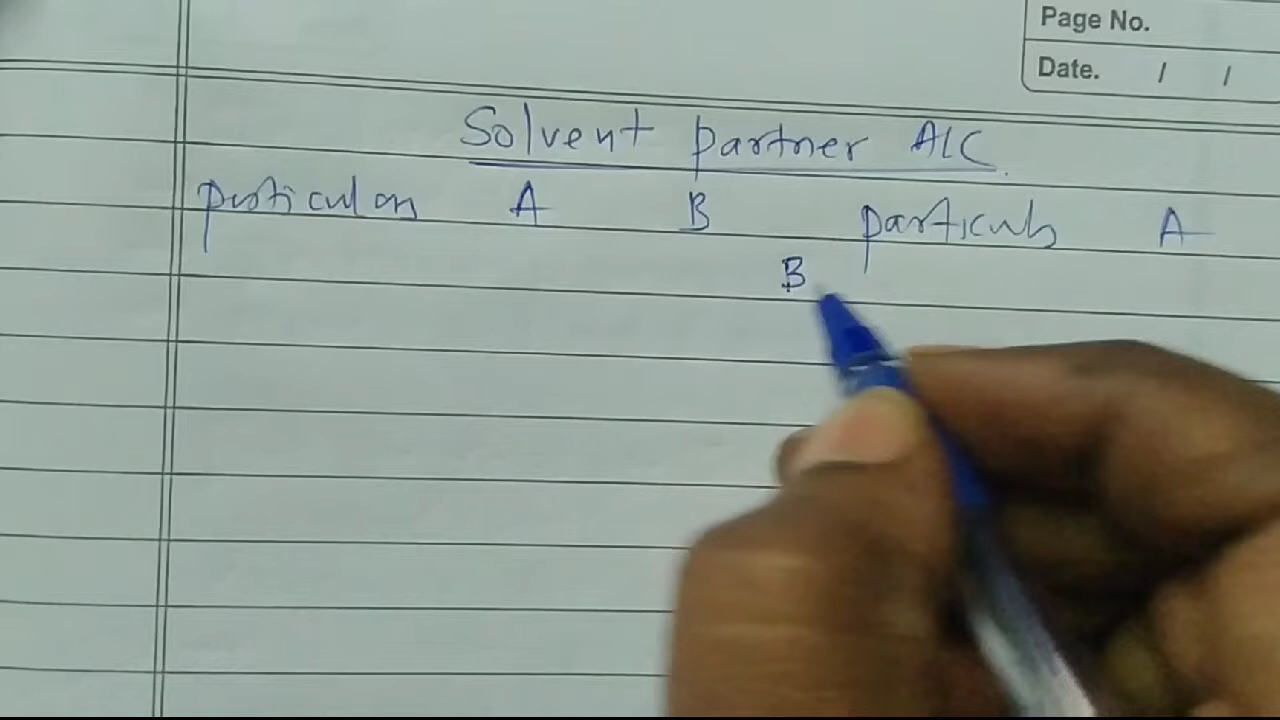 Page No.
Date. / /
Solvent partner A/C
particulars A B particulars A
B